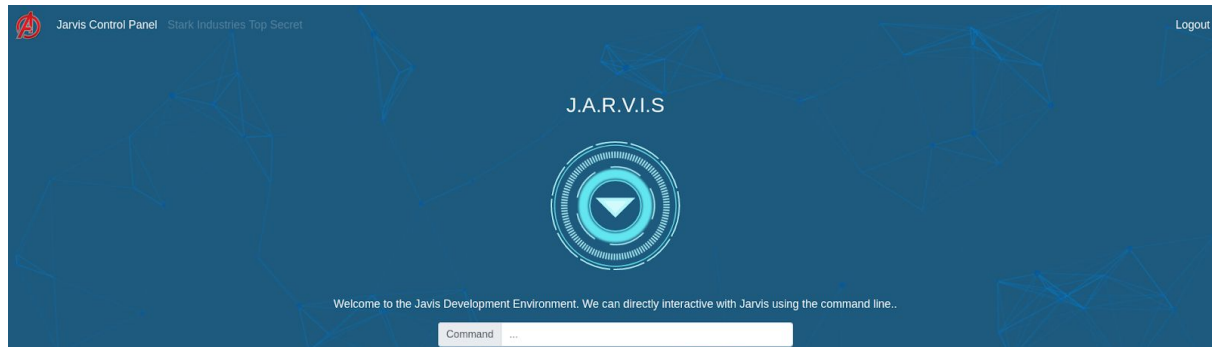 Jarvis Control Panel Stark Industries Top Secret Logout
J.A.R.V.I.S
Welcome to the Javis Development Environment. We can directly interactive with Jarvis using the command line..
Command ...